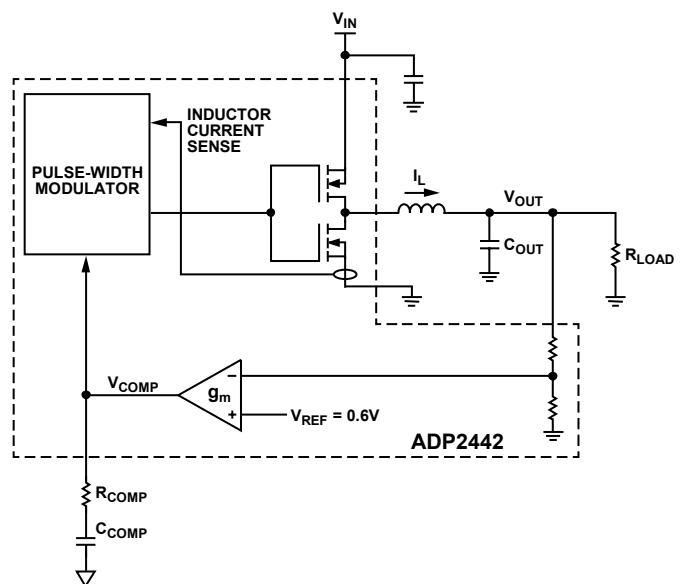 VIN
PULSE-WIDTH
MODULATOR
INDUCTOR
CURRENT
SENSE
IL
VOUT
COUT
RLOAD
VCOMP
gm
−
+
VREF = 0.6V
ADP2442
RCOMP
CCOMP